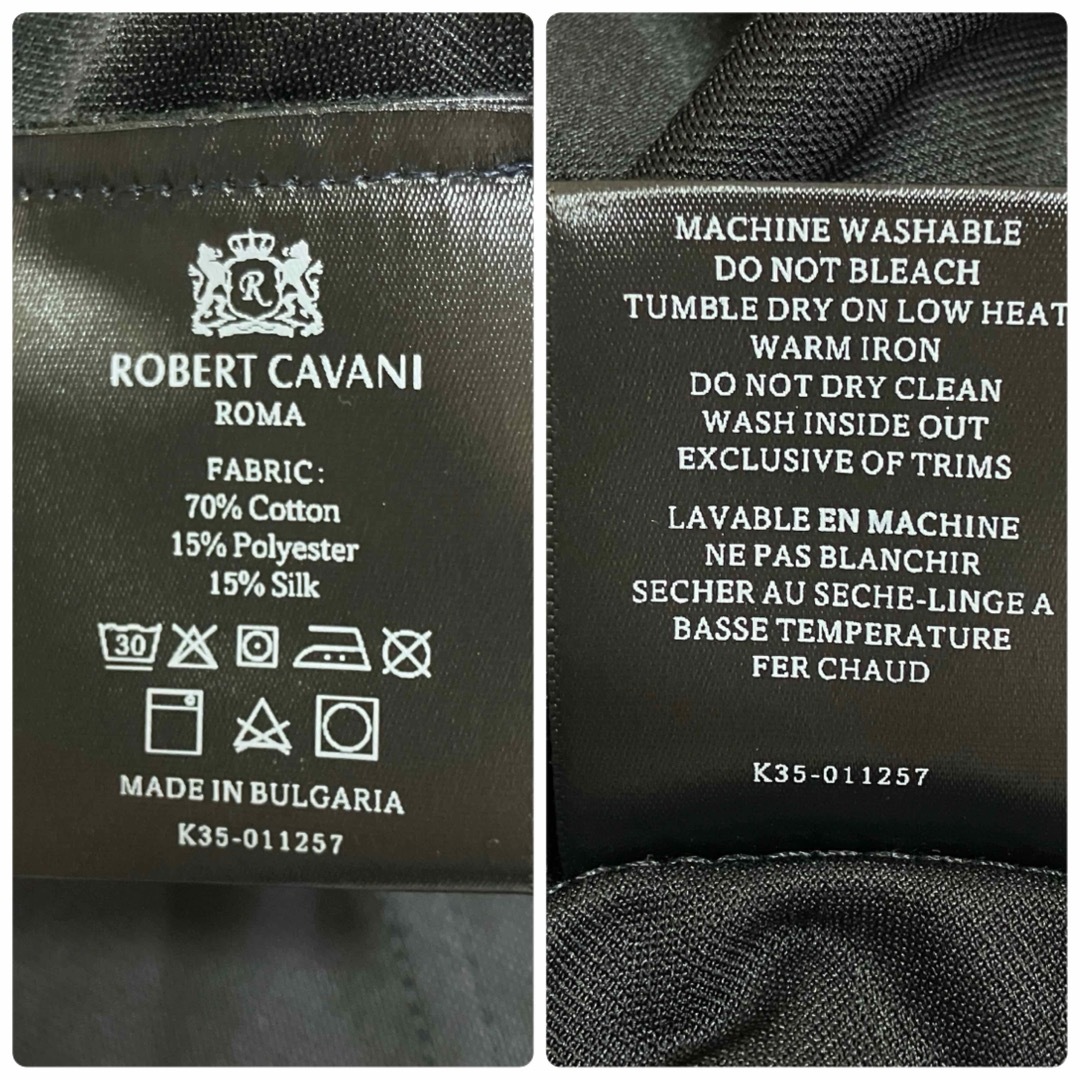 R
ROBERT CAVANI
ROMA
FABRIC:
70% Cotton
15% Polyester
15% Silk
30
MADE IN BULGARIA
K35-011257
MACHINE WASHABLE
DO NOT BLEACH
TUMBLE DRY ON LOW HEAT
WARM IRON
DO NOT DRY CLEAN
WASH INSIDE OUT
EXCLUSIVE OF TRIMS
LAVABLE EN MACHINE
NE PAS BLANCHIR
SECHER AU SECHE-LINGE A
BASSE TEMPERATURE
FER CHAUD
K35-011257